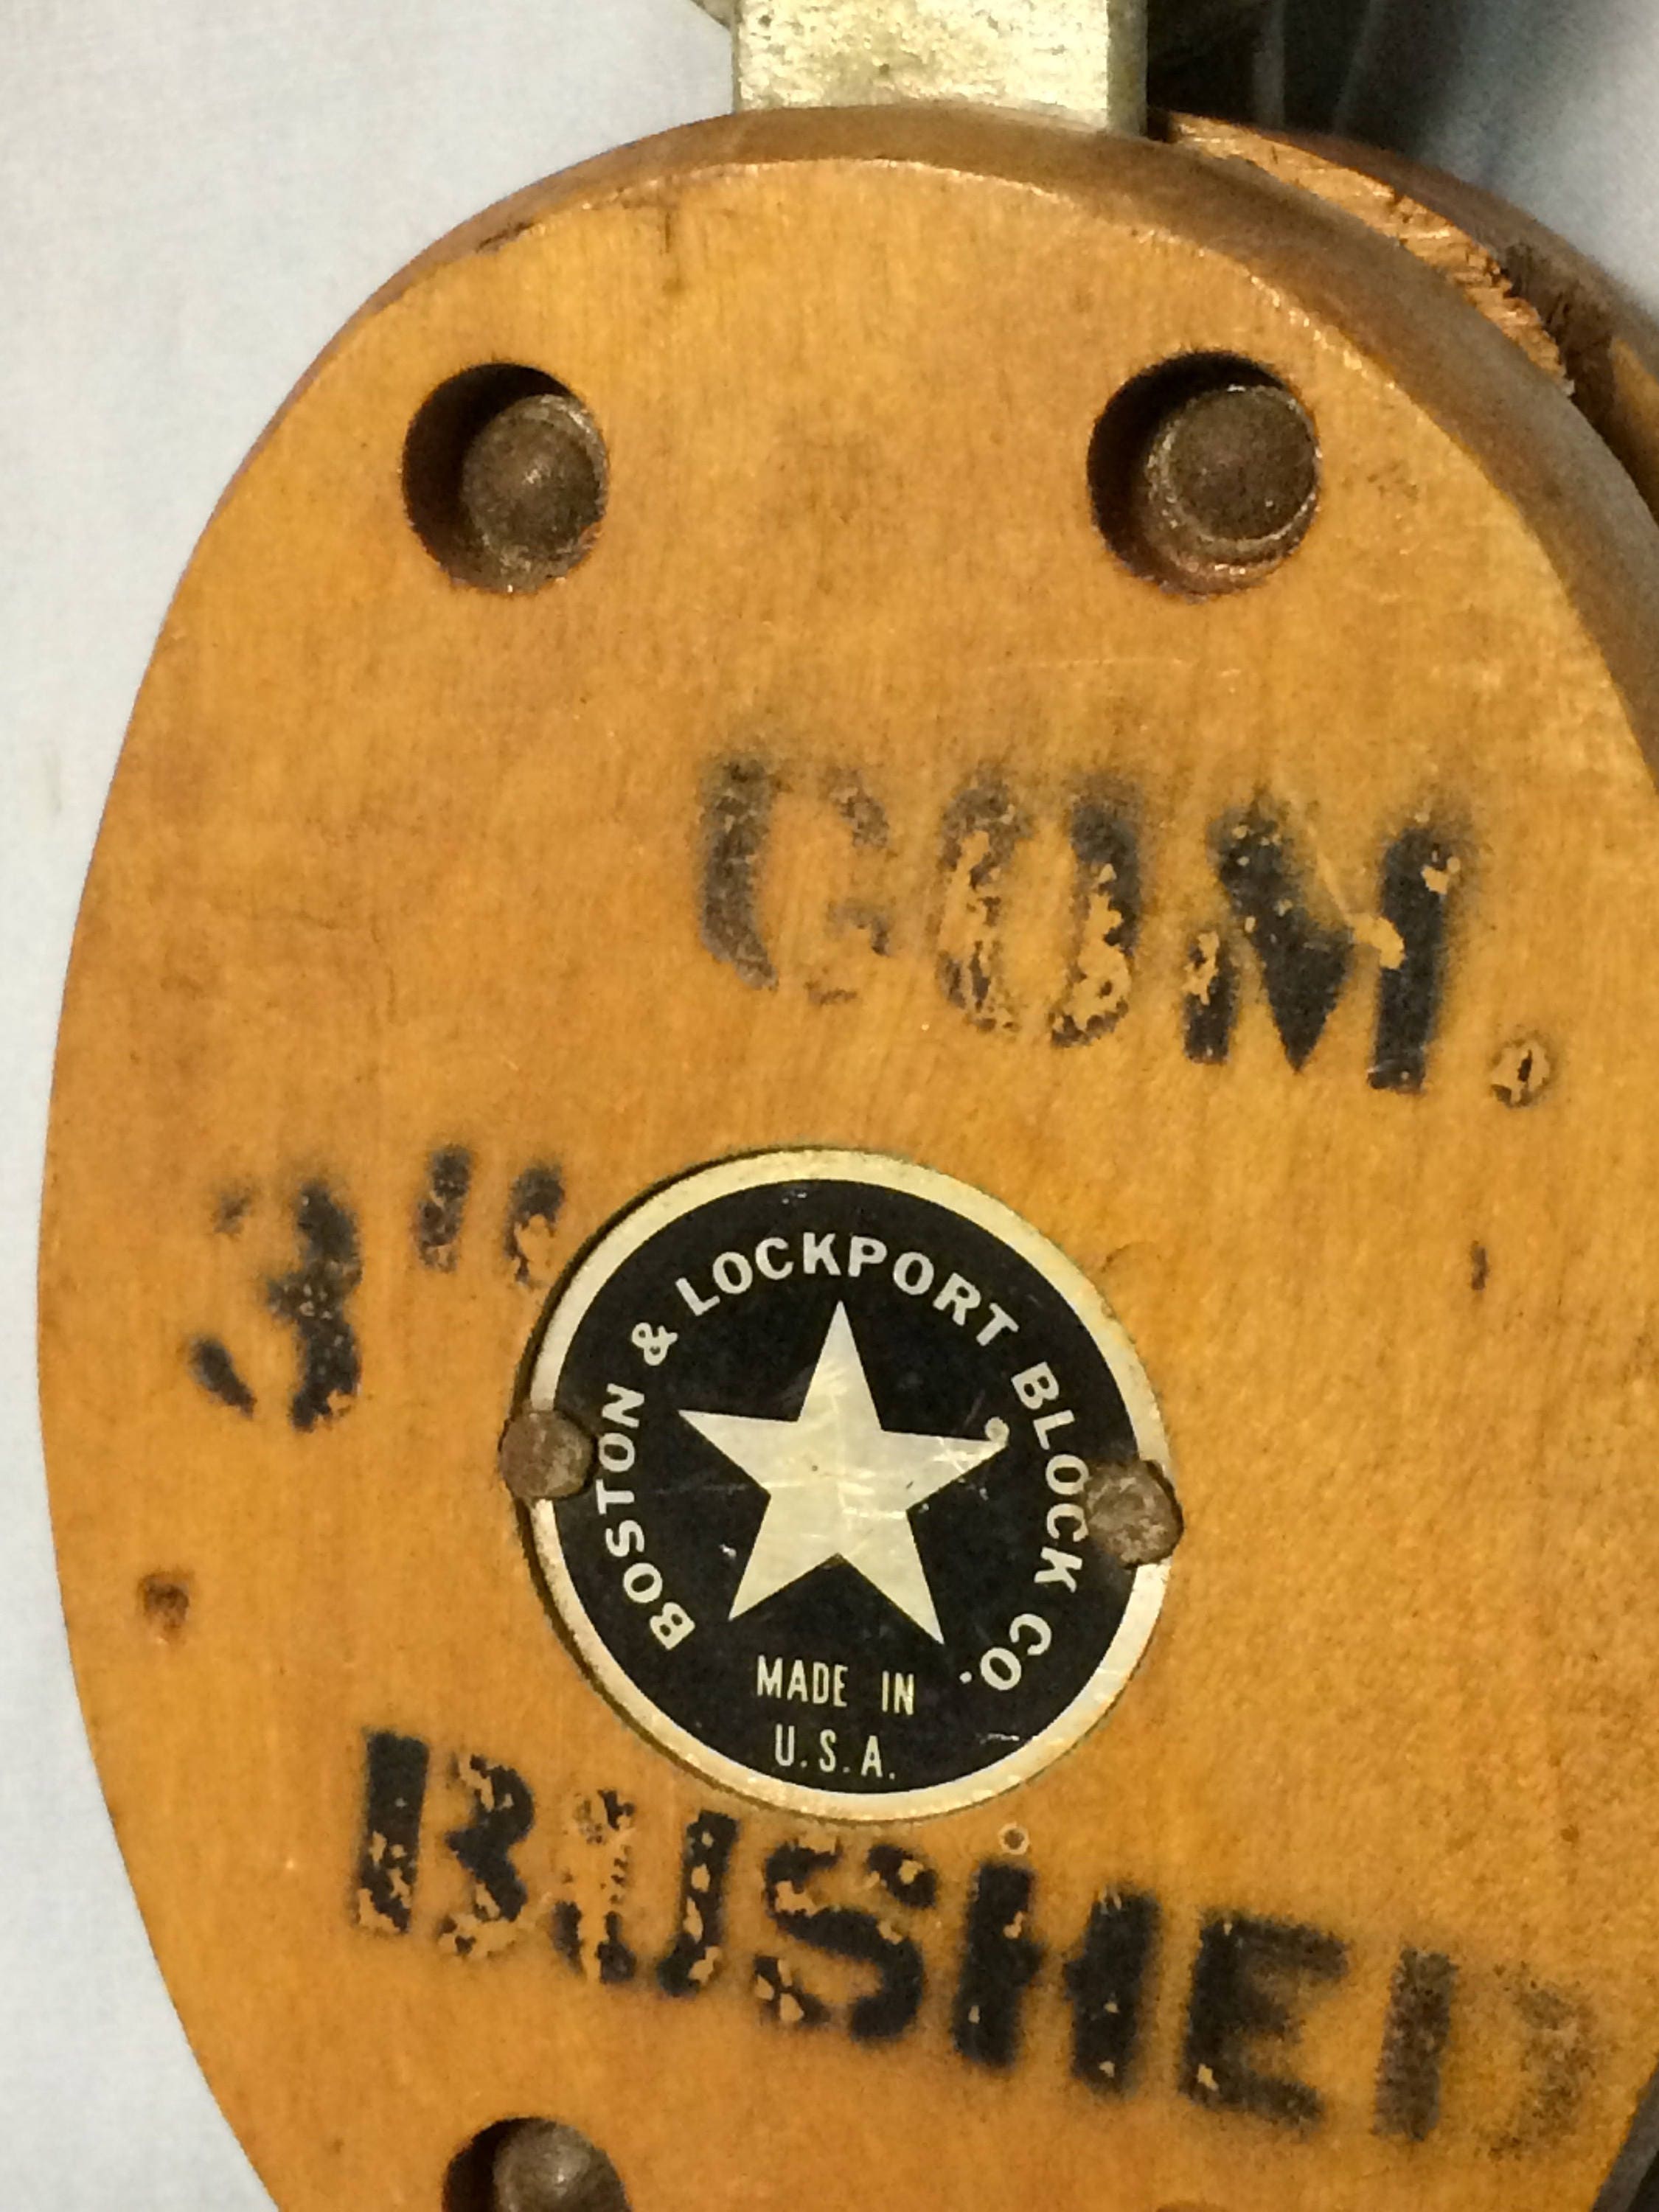 COM.
3"
BOSTON & LOCKPORT BLOCK CO.
MADE IN
U.S.A.
BUSHED